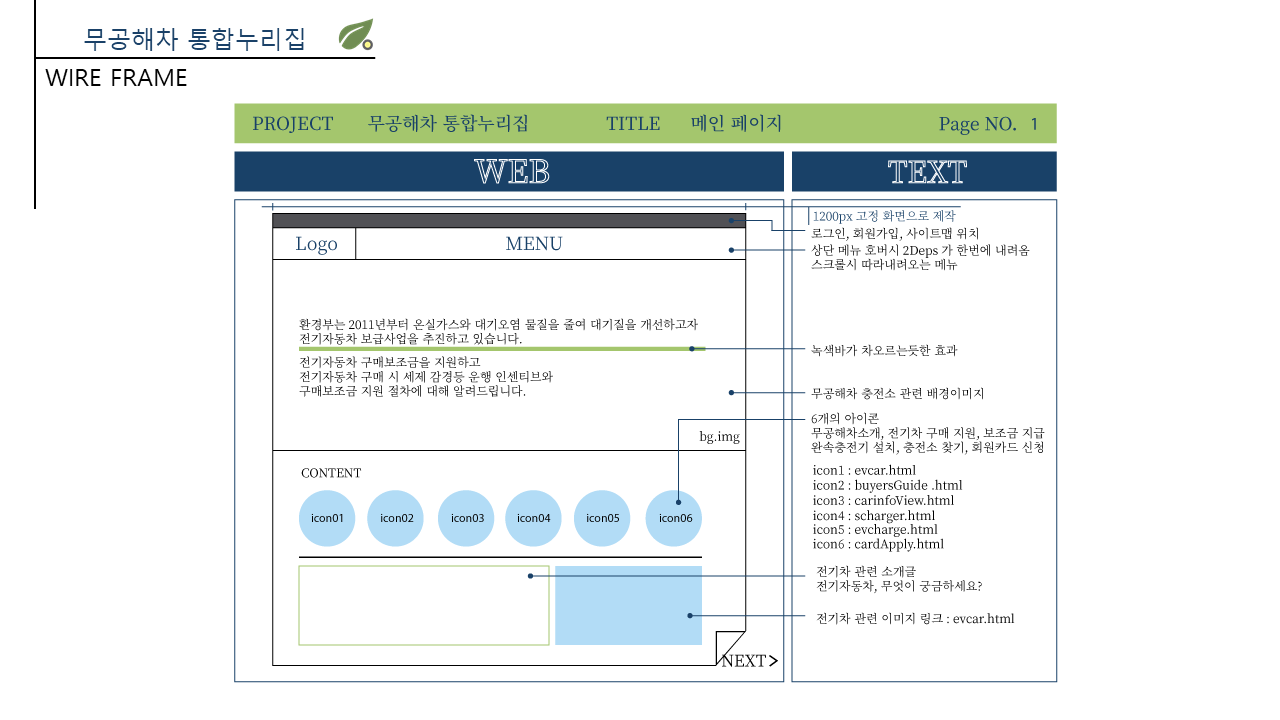 무공해차 통합누리집
WIRE FRAME
PROJECT 무공해차 통합누리집 TITLE 메인 페이지 Page NO. 1
WEB
TEXT
Logo
MENU
환경부는 2011년부터 온실가스와 대기오염 물질을 줄여 대기질을 개선하고자
전기자동차 보급사업을 추진하고 있습니다.
전기자동차 구매보조금을 지원하고
전기자동차 구매 시 세제 감경등 운행 인센티브와
구매보조금 지원 절차에 대해 알려드립니다.
bg.img
CONTENT
icon01 icon02 icon03 icon04 icon05 icon06
NEXT
1200px 고정 화면으로 제작
로그인, 회원가입, 사이트맵 위치
상단 메뉴 호버시 2Deps 가 한번에 내려옴
스크롤시 따라내려오는 메뉴
녹색바가 차오르는듯한 효과
무공해차 충전소 관련 배경이미지
6개의 아이콘
무공해차소개, 전기차 구매 지원, 보조금 지급
완속충전기 설치, 충전소 찾기, 회원카드 신청
icon1 : evcar.html
icon2 : buyersGuide .html
icon3 : carinfoView.html
icon4 : scharger.html
icon5 : evcharge.html
icon6 : cardApply.html
전기차 관련 소개글
전기자동차, 무엇이 궁금하세요?
전기차 관련 이미지 링크 : evcar.html